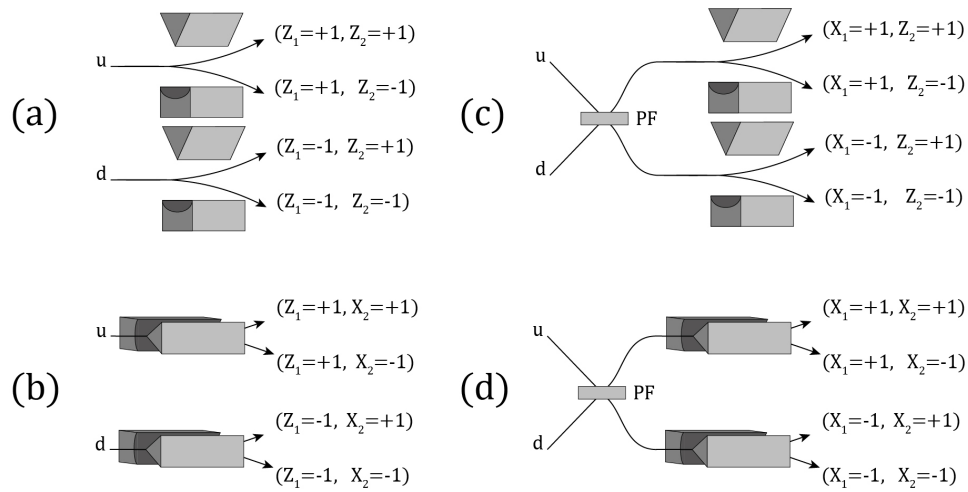 (a)
u
(Z₁=+1, Z₂=+1)
(Z₁=+1, Z₂=-1)
d
(Z₁=-1, Z₂=+1)
(Z₁=-1, Z₂=-1)
(c)
u
d
PF
(X₁=+1, Z₂=+1)
(X₁=+1, Z₂=-1)
(X₁=-1, Z₂=+1)
(X₁=-1, Z₂=-1)
(b)
u
(Z₁=+1, X₂=+1)
(Z₁=+1, X₂=-1)
d
(Z₁=-1, X₂=+1)
(Z₁=-1, X₂=-1)
(d)
u
d
PF
(X₁=+1, X₂=+1)
(X₁=+1, X₂=-1)
(X₁=-1, X₂=+1)
(X₁=-1, X₂=-1)